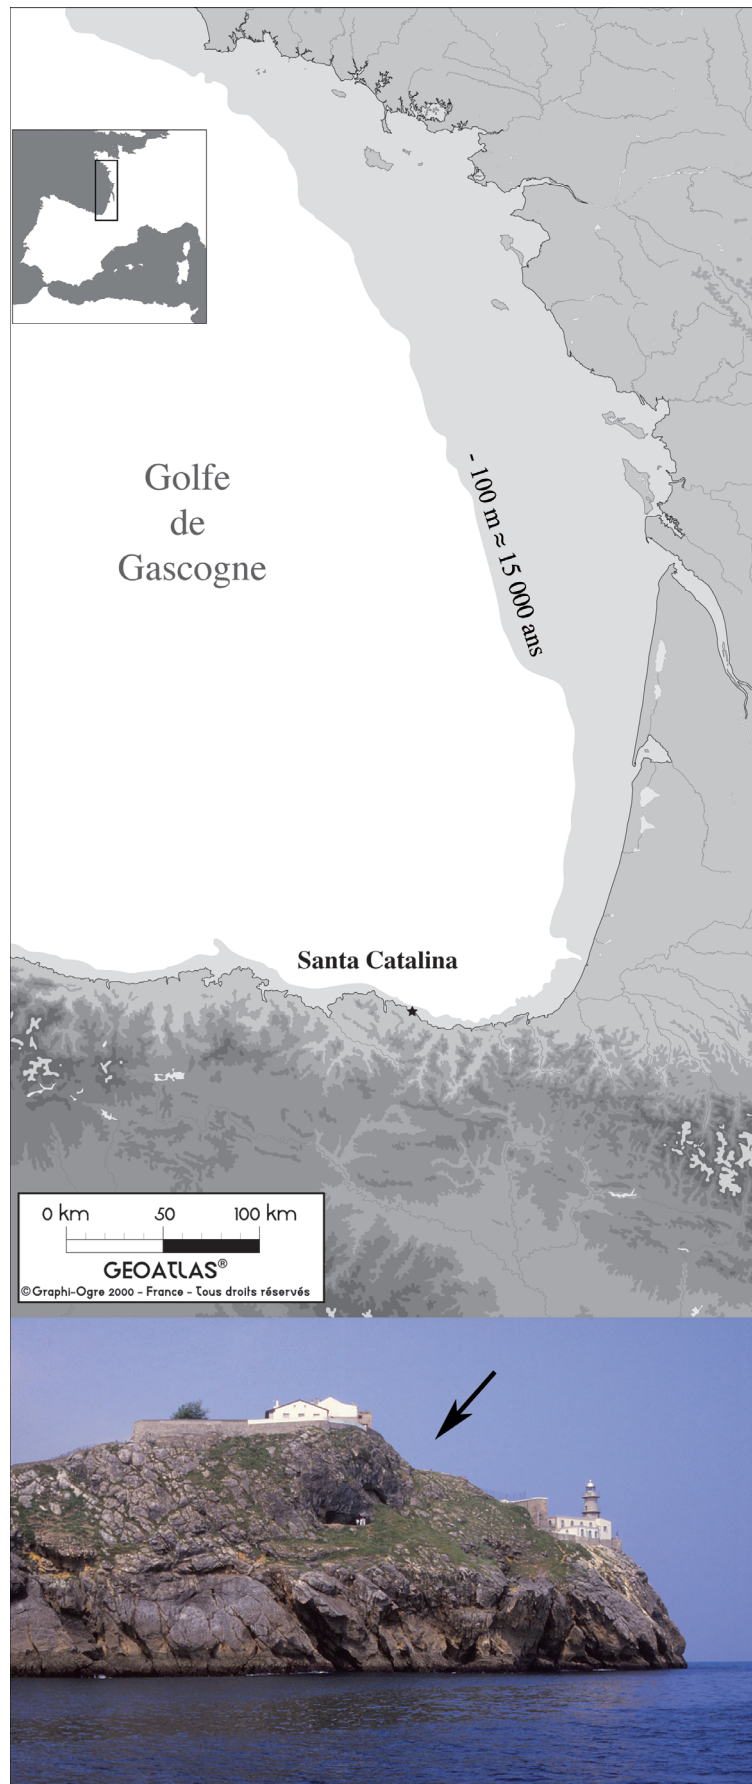 Golfe
de
Gascogne
- 100 m ≈ 15 000 ans
Santa Catalina
0 km 50 100 km
GEOATLAS®
© Graphi-Ogre 2000 - France - Tous droits réservés